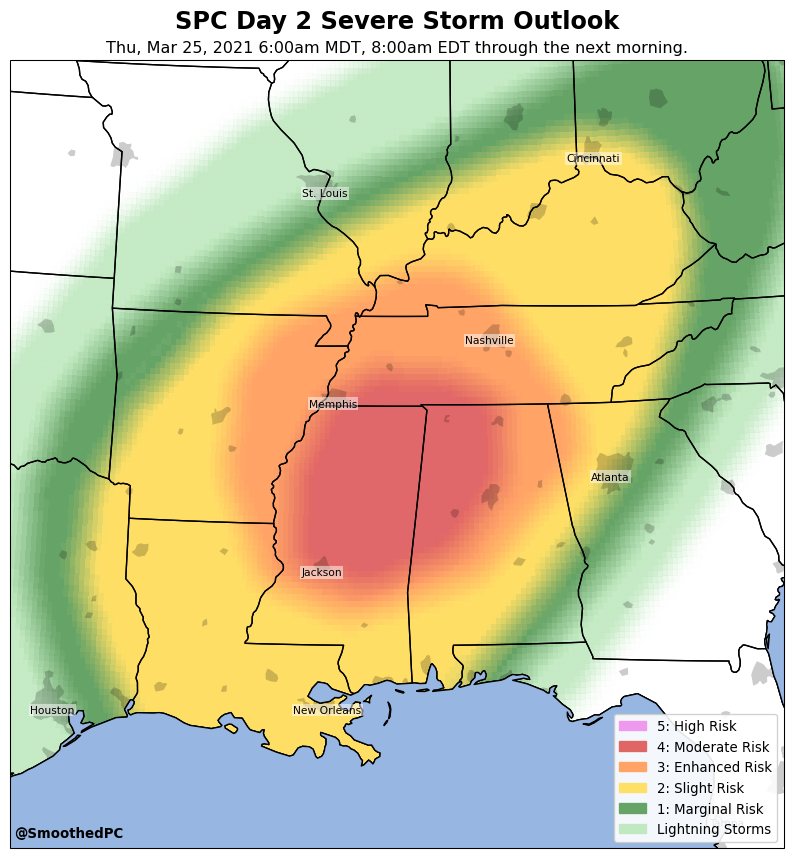 SPC Day 2 Severe Storm Outlook
Thu, Mar 25, 2021 6:00am MDT, 8:00am EDT through the next morning.
Cincinnati
St. Louis
Nashville
Memphis
Atlanta
Jackson
Houston
New Orleans
5: High Risk
4: Moderate Risk
3: Enhanced Risk
2: Slight Risk
1: Marginal Risk
Lightning Storms
@SmoothedPC